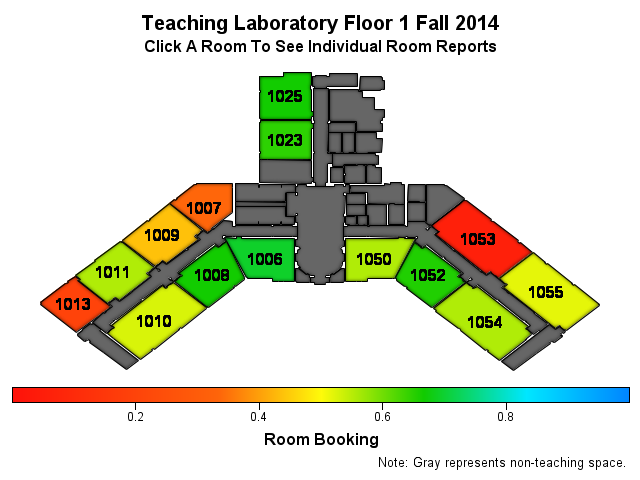 Teaching Laboratory Floor 1 Fall 2014
Click A Room To See Individual Room Reports
1025
1023
1007
1009
1011
1013
1006
1008
1010
1050
1052
1053
1054
1055
0.2 0.4 0.6 0.8
Room Booking
Note: Gray represents non-teaching space.